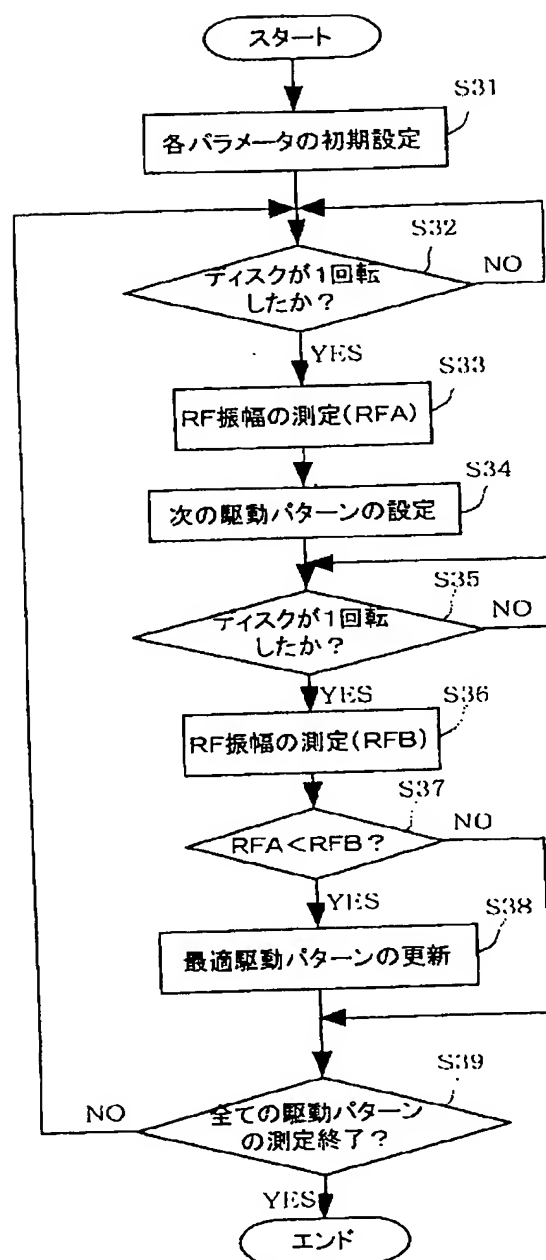 スタート
S31
各パラメータの初期設定
S32
ディスクが1回転
したか?
NO
YES
S33
RF振幅の測定(RFA)
S34
次の駆動パターンの設定
S35
ディスクが1回転
したか?
NO
YES
S36
RF振幅の測定(RFB)
S37
RFA<RFB?
NO
YES
S38
最適駆動パターンの更新
S39
全ての駆動パターン
の測定終了?
NO
YES
エンド